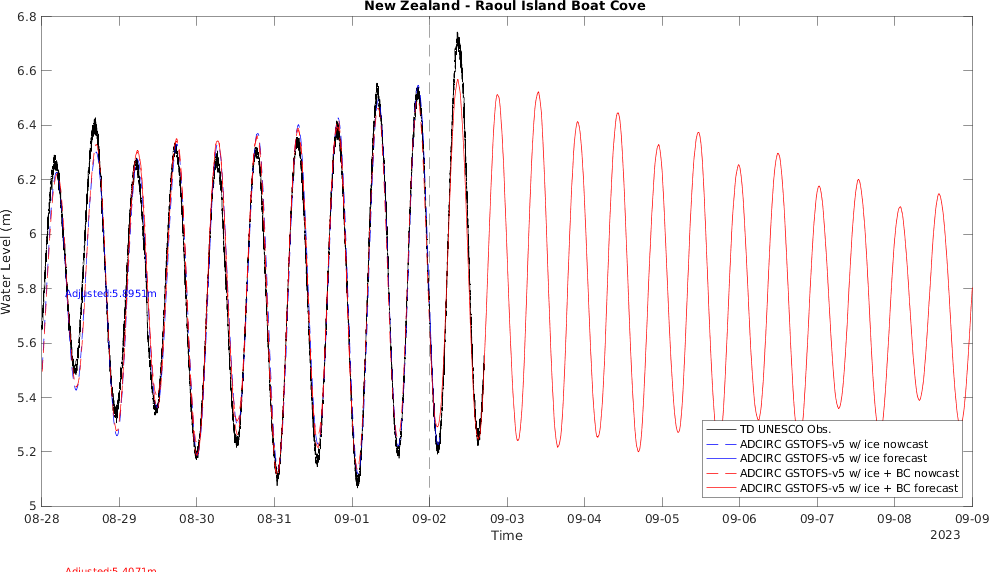 New Zealand - Raoul Island Boat Cove
Water Level (m)
6.8
6.6
6.4
6.2
6
5.8
5.6
5.4
5.2
5
Adjusted:5.8951m
TD UNESCO Obs.
ADCIRC GSTOFS-v5 w/ ice nowcast
ADCIRC GSTOFS-v5 w/ ice forecast
ADCIRC GSTOFS-v5 w/ ice + BC nowcast
ADCIRC GSTOFS-v5 w/ ice + BC forecast
08-28 08-29 08-30 08-31 09-01 09-02 09-03 09-04 09-05 09-06 09-07 09-08 09-09
Time
2023
Adjusted:5.4071m